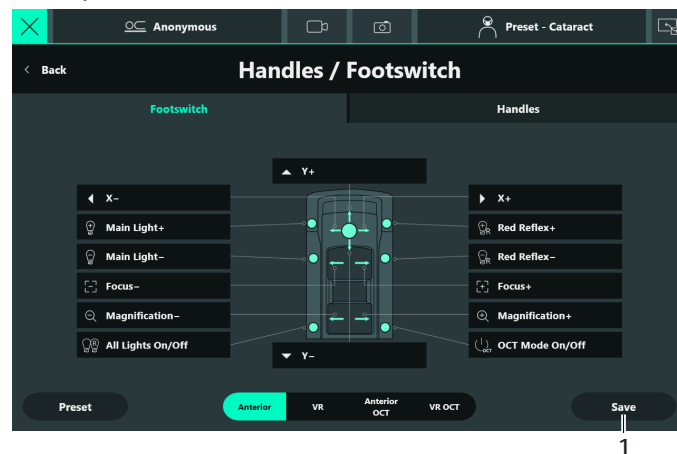 Anonymous
Preset - Cataract
Back
Handles / Footswitch
Footswitch
Handles
Y+
X–
X+
Main Light+
Red Reflex+
Main Light–
Red Reflex–
Focus–
Focus+
Magnification–
Magnification+
All Lights On/Off
OCT Mode On/Off
Y–
Preset
Anterior
VR
Anterior
OCT
VR OCT
Save
1